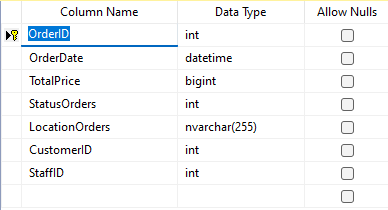 Column Name Data Type Allow Nulls
OrderID int
OrderDate datetime
TotalPrice bigint
StatusOrders int
LocationOrders nvarchar(255)
CustomerID int
StaffID int